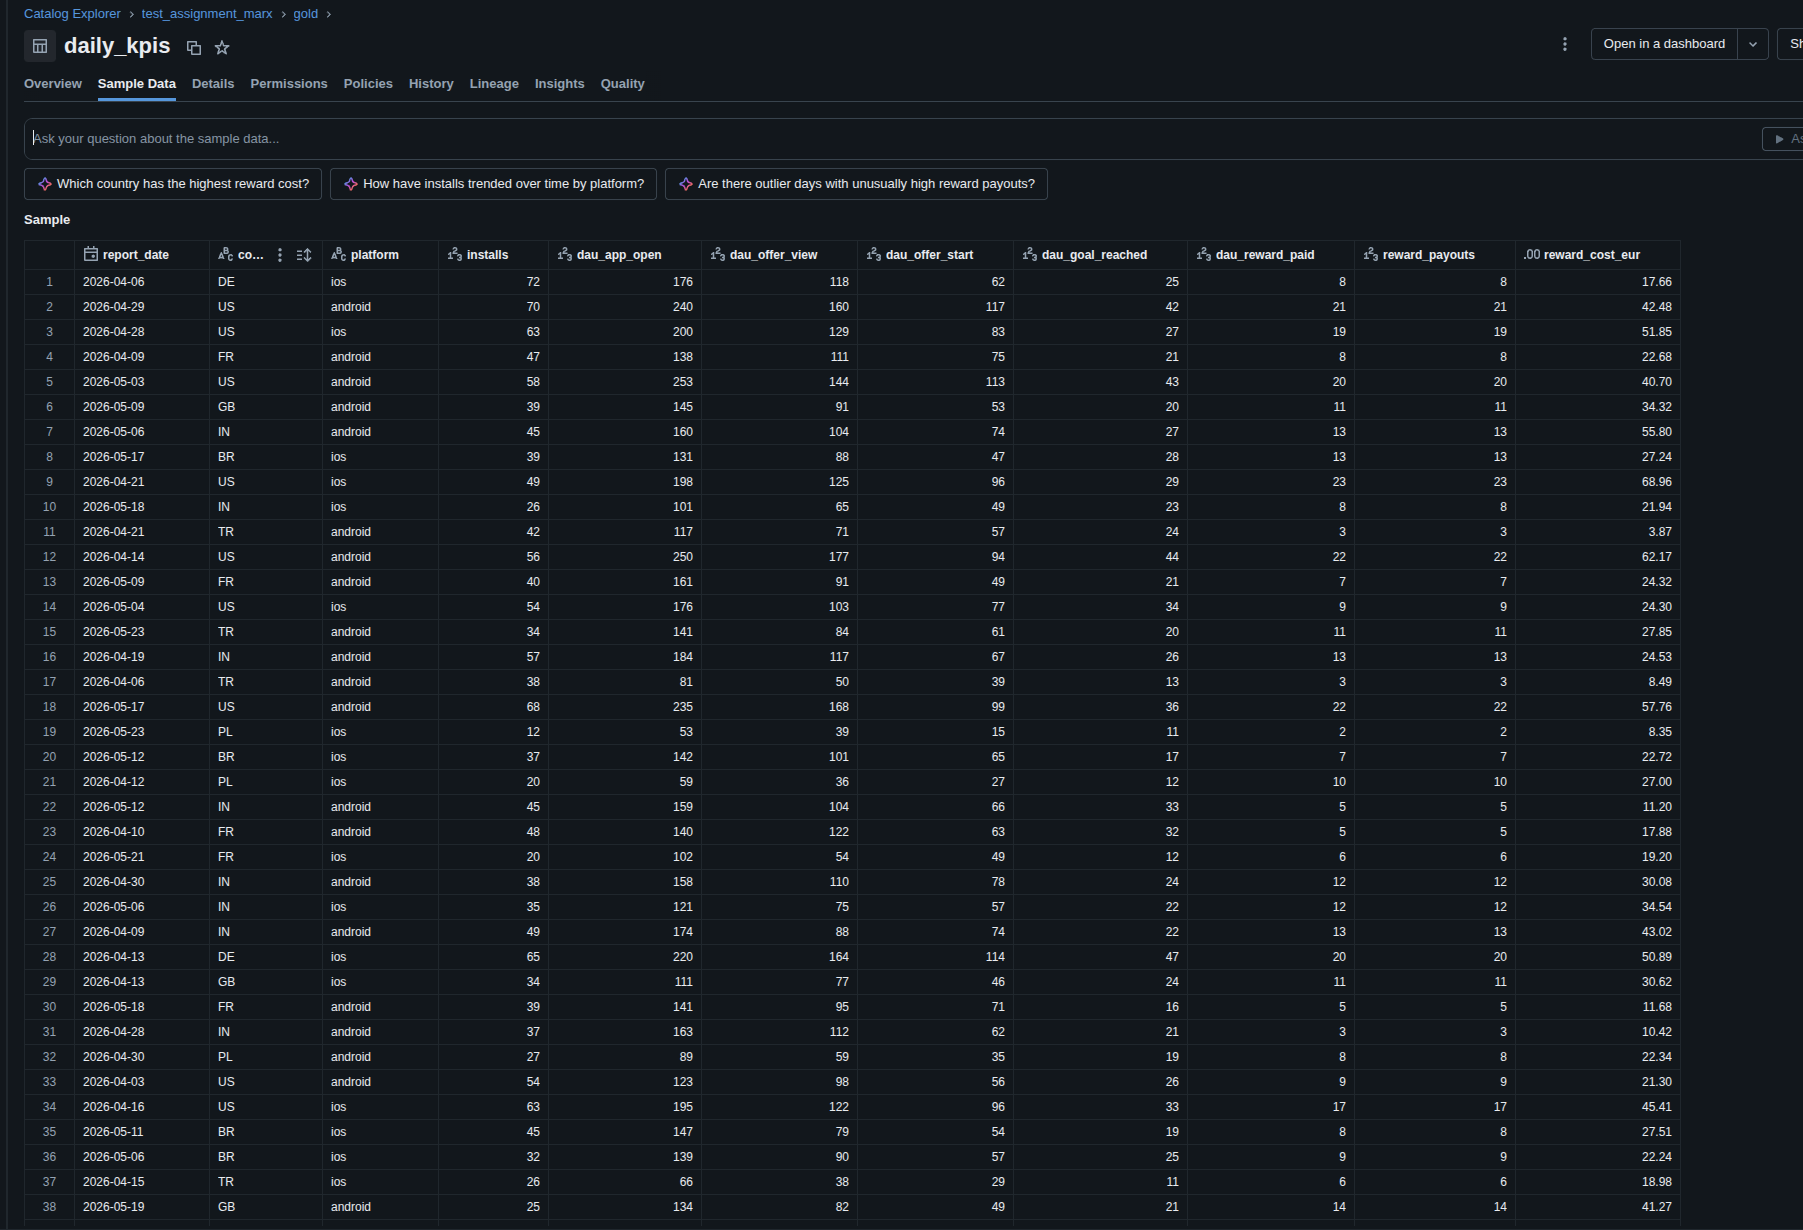 Catalog Explorer > test_assignment_marx > gold >
daily_kpis
Open in a dashboard
Overview Sample Data Details Permissions Policies History Lineage Insights Quality
Ask your question about the sample data...
Which country has the highest reward cost? How have installs trended over time by platform? Are there outlier days with unusually high reward payouts?
Sample
report_date co... platform installs dau_app_open dau_offer_view dau_offer_start dau_goal_reached dau_reward_paid reward_payouts reward_cost_eur
1 2026-04-06 DE ios 72 176 118 62 25 8 8 17.66
2 2026-04-29 US android 70 240 160 117 42 21 21 42.48
3 2026-04-28 US ios 63 200 129 83 27 19 19 51.85
4 2026-04-09 FR android 47 138 111 75 21 8 8 22.68
5 2026-05-03 US android 58 253 144 113 43 20 20 40.70
6 2026-05-09 GB android 39 145 91 53 20 11 11 34.32
7 2026-05-06 IN android 45 160 104 74 27 13 13 55.80
8 2026-05-17 BR ios 39 131 88 47 28 13 13 27.24
9 2026-04-21 US ios 49 198 125 96 29 23 23 68.96
10 2026-05-18 IN ios 26 101 65 49 23 8 8 21.94
11 2026-04-21 TR android 42 117 71 57 24 3 3 3.87
12 2026-04-14 US android 56 250 177 94 44 22 22 62.17
13 2026-05-09 FR android 40 161 91 49 21 7 7 24.32
14 2026-05-04 US ios 54 176 103 77 34 9 9 24.30
15 2026-05-23 TR android 34 141 84 61 20 11 11 27.85
16 2026-04-19 IN android 57 184 117 67 26 13 13 24.53
17 2026-04-06 TR android 38 81 50 39 13 3 3 8.49
18 2026-05-17 US android 68 235 168 99 36 22 22 57.76
19 2026-05-23 PL ios 12 53 39 15 11 2 2 8.35
20 2026-05-12 BR ios 37 142 101 65 17 7 7 22.72
21 2026-04-12 PL ios 20 59 36 27 12 10 10 27.00
22 2026-05-12 IN android 45 159 104 66 33 5 5 11.20
23 2026-04-10 FR android 48 140 122 63 32 5 5 17.88
24 2026-05-21 FR ios 20 102 54 49 12 6 6 19.20
25 2026-04-30 IN android 38 158 110 78 24 12 12 30.08
26 2026-05-06 IN ios 35 121 75 57 22 12 12 34.54
27 2026-04-09 IN android 49 174 88 74 22 13 13 43.02
28 2026-04-13 DE ios 65 220 164 114 47 20 20 50.89
29 2026-04-13 GB ios 34 111 77 46 24 11 11 30.62
30 2026-05-18 FR android 39 141 95 71 16 5 5 11.68
31 2026-04-28 IN android 37 163 112 62 21 3 3 10.42
32 2026-04-30 PL android 27 89 59 35 19 8 8 22.34
33 2026-04-03 US android 54 123 98 56 26 9 9 21.30
34 2026-04-16 US ios 63 195 122 96 33 17 17 45.41
35 2026-05-11 BR ios 45 147 79 54 19 8 8 27.51
36 2026-05-06 BR ios 32 139 90 57 25 9 9 22.24
37 2026-04-15 TR ios 26 66 38 29 11 6 6 18.98
38 2026-05-19 GB android 25 134 82 49 21 14 14 41.27